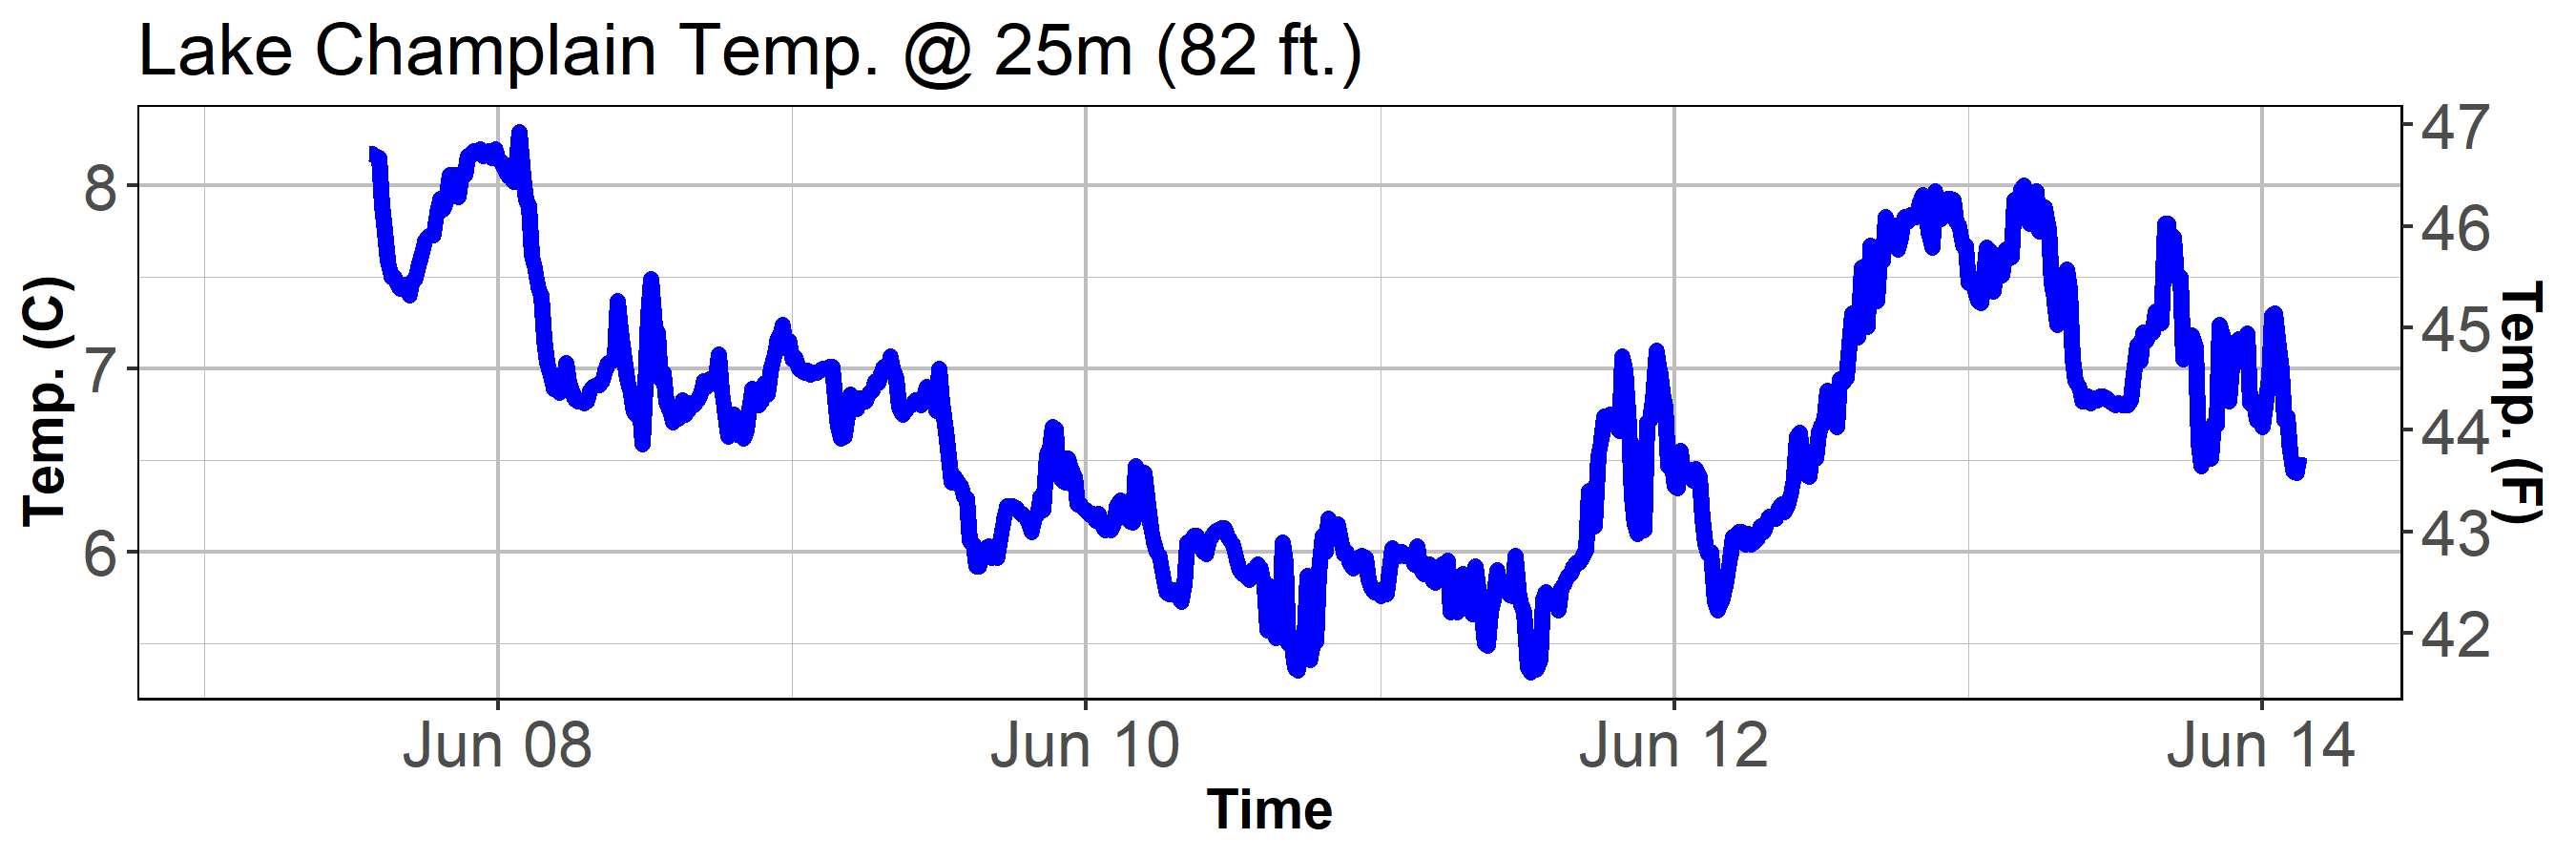 Lake Champlain Temp. @ 25m (82 ft.)
8
7
6
Temp. (C)
47
46
45
44
43
42
Temp. (F)
Jun 08 Jun 10 Jun 12 Jun 14
Time